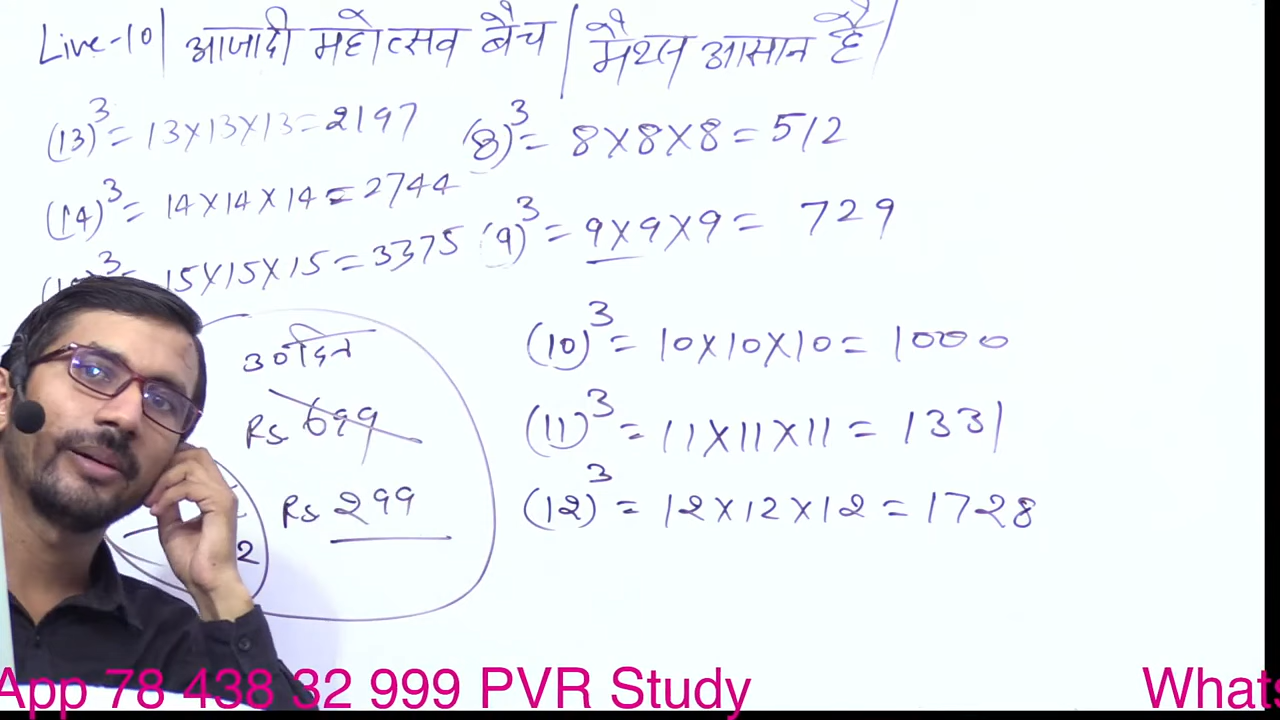 Live-10 | आजादी महोत्सव बैच | मैथ्स आसान है |
(13)³ = 13×13×13 = 2197
(14)³ = 14×14×14 = 2744
15×15×15 = 3375
(8)³ = 8×8×8 = 512
(9)³ = 9×9×9 = 729
(10)³ = 10×10×10 = 1000
(11)³ = 11×11×11 = 1331
(12)³ = 12×12×12 = 1728
30 दिन
Rs 699
Rs 299
2
App 78 438 32 999 PVR Study Whats